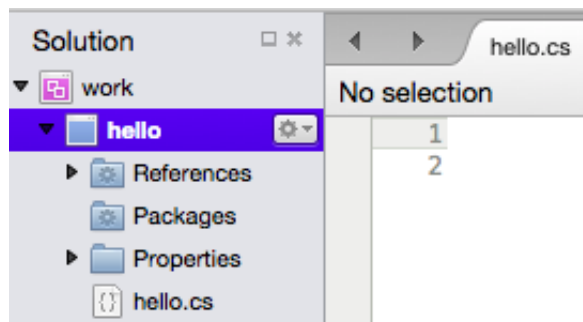 Solution
work
hello
References
Packages
Properties
hello.cs
hello.cs
No selection
1
2